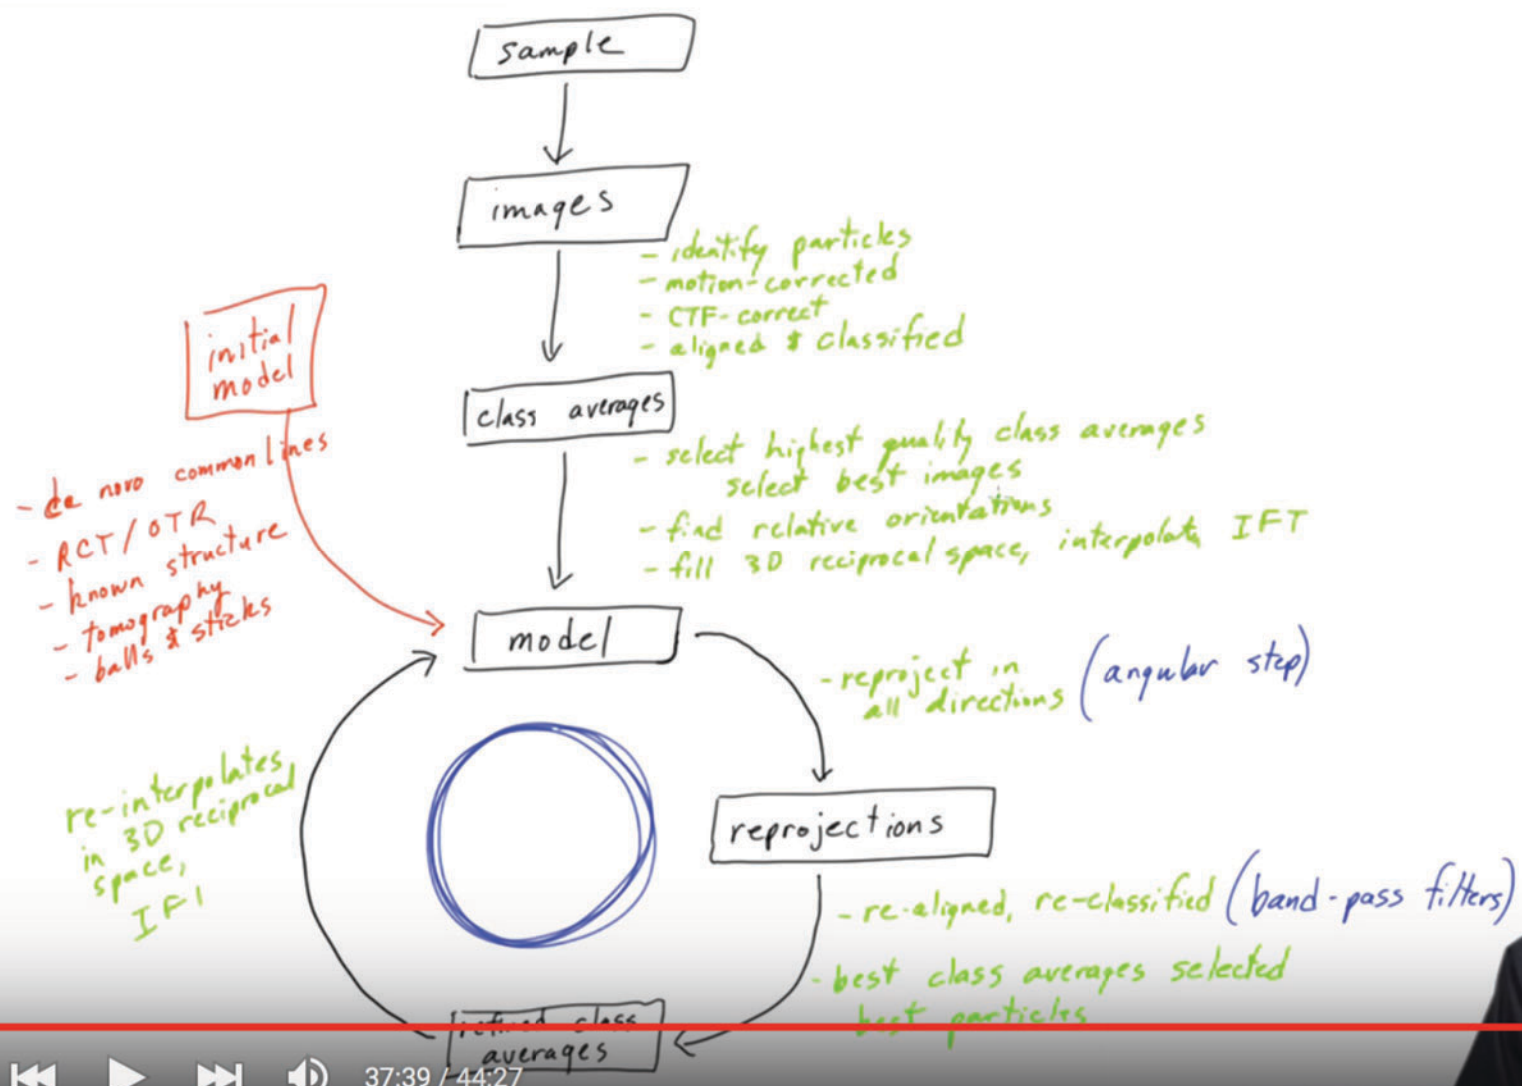 sample
images
- identify particles
- motion-corrected
- CTF-correct
- aligned & classified
initial
model
class averages
- select highest quality class averages
select best images
- find relative orientations
- fill 3D reciprocal space, interpolate, IFT
- de novo common lines
- RCT/OTR
- known structure
- tomography
- balls & sticks
model
- reproject in
all directions
(angular step)
re-interpolates
in 3D reciprocal
space,
IFT
reprojections
- re-aligned, re-classified (band-pass filters)
- best class averages selected
best particles
refined class
averages
37:39 / 44:27